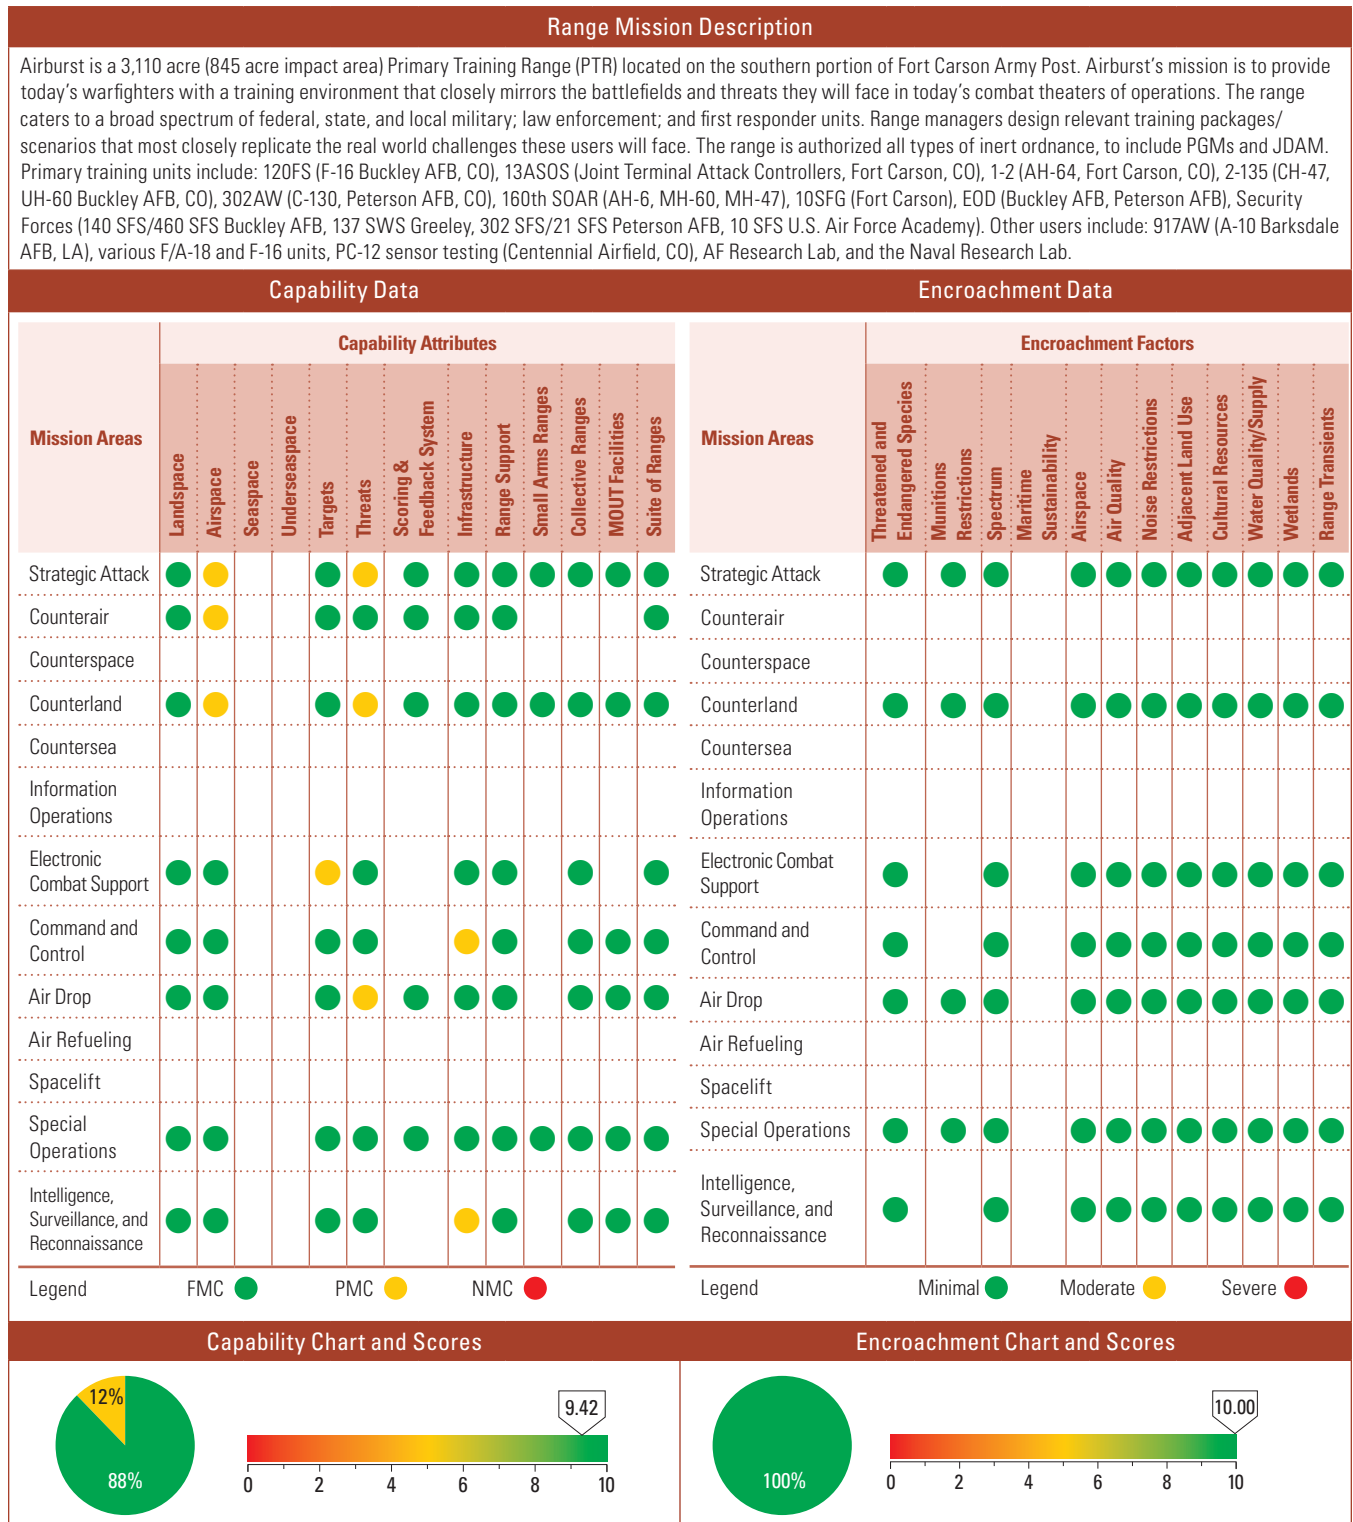 Range Mission Description
Airburst is a 3,110 acre (845 acre impact area) Primary Training Range (PTR) located on the southern portion of Fort Carson Army Post. Airburst's mission is to provide
today's warfighters with a training environment that closely mirrors the battlefields and threats they will face in today's combat theaters of operations. The range
caters to a broad spectrum of federal, state, and local military; law enforcement; and first responder units. Range managers design relevant training packages/
scenarios that most closely replicate the real world challenges these users will face. The range is authorized all types of inert ordnance, to include PGMs and JDAM.
Primary training units include: 120FS (F-16 Buckley AFB, CO), 13ASOS (Joint Terminal Attack Controllers, Fort Carson, CO), 1-2 (AH-64, Fort Carson, CO), 2-135 (CH-47,
UH-60 Buckley AFB, CO), 302AW (C-130, Peterson AFB, CO), 160th SOAR (AH-6, MH-60, MH-47), 10SFG (Fort Carson), EOD (Buckley AFB, Peterson AFB), Security
Forces (140 SFS/460 SFS Buckley AFB, 137 SWS Greeley, 302 SFS/21 SFS Peterson AFB, 10 SFS U.S. Air Force Academy). Other users include: 917AW (A-10 Barksdale
AFB, LA), various F/A-18 and F-16 units, PC-12 sensor testing (Centennial Airfield, CO), AF Research Lab, and the Naval Research Lab.
Capability Data
Mission Areas
Capability Attributes
Landspace
Airspace
Seaspace
Underseaspace
Targets
Threats
Scoring &
Feedback System
Infrastructure
Range Support
Small Arms Ranges
Collective Ranges
MOUT Facilities
Suite of Ranges
Strategic Attack
Counterair
Counterspace
Counterland
Countersea
Information
Operations
Electronic
Combat Support
Command and
Control
Air Drop
Air Refueling
Spacelift
Special
Operations
Intelligence,
Surveillance, and
Reconnaissance
Legend FMC PMC NMC
Encroachment Data
Mission Areas
Encroachment Factors
Threatened and
Endangered Species
Munitions
Restrictions
Spectrum
Maritime
Sustainability
Airspace
Air Quality
Noise Restrictions
Adjacent Land Use
Cultural Resources
Water Quality/Supply
Wetlands
Range Transients
Strategic Attack
Counterair
Counterspace
Counterland
Countersea
Information
Operations
Electronic Combat
Support
Command and
Control
Air Drop
Air Refueling
Spacelift
Special Operations
Intelligence,
Surveillance, and
Reconnaissance
Legend Minimal Moderate Severe
Capability Chart and Scores
12%
88%
9.42
0 2 4 6 8 10
Encroachment Chart and Scores
100%
10.00
0 2 4 6 8 10